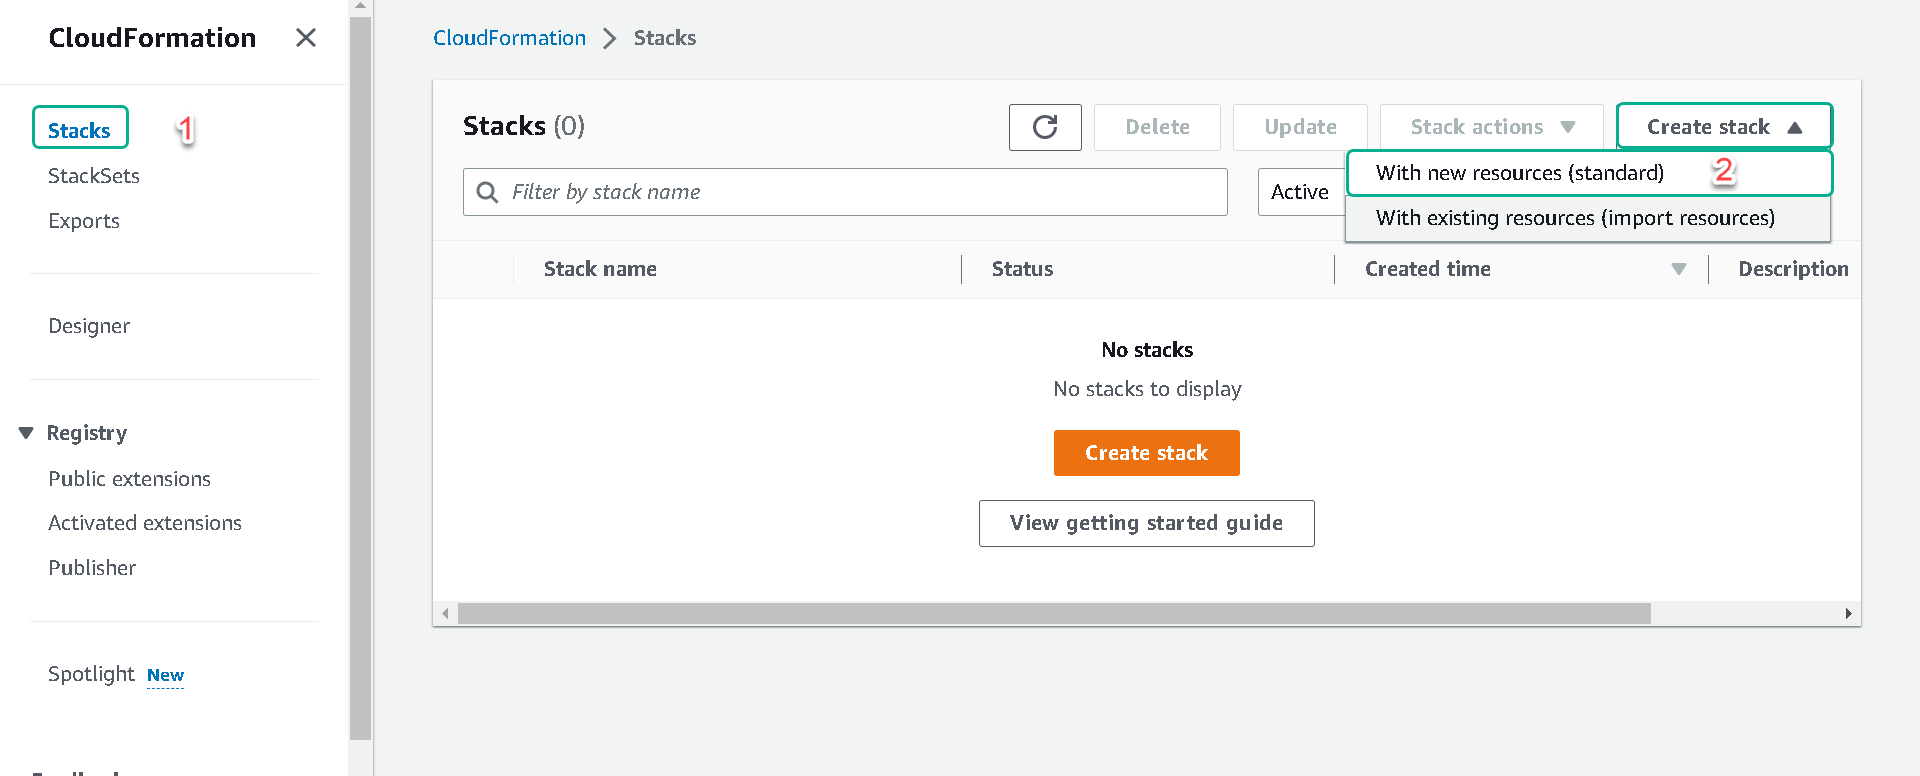 CloudFormation
Stacks
1
StackSets
Exports
Designer
Registry
Public extensions
Activated extensions
Publisher
Spotlight New
CloudFormation Stacks
Stacks (0)
Delete
Update
Stack actions
Create stack
With new resources (standard) 2
With existing resources (import resources)
Filter by stack name
Active
Stack name
Status
Created time
Description
No stacks
No stacks to display
Create stack
View getting started guide